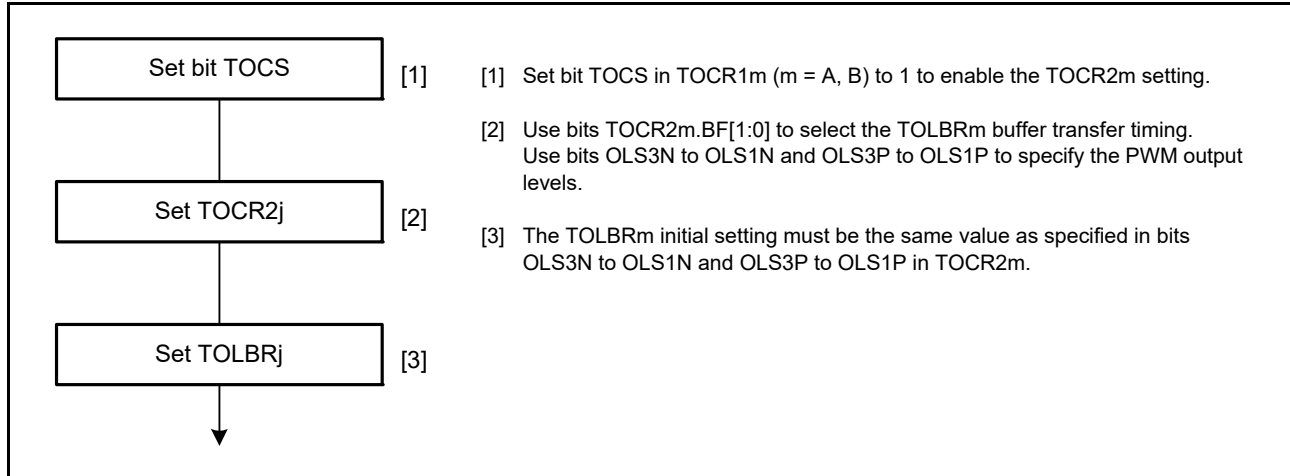 Set bit TOCS
[1]
[1] Set bit TOCS in TOCR1m (m = A, B) to 1 to enable the TOCR2m setting.
[2] Use bits TOCR2m.BF[1:0] to select the TOLBRm buffer transfer timing.
Use bits OLS3N to OLS1N and OLS3P to OLS1P to specify the PWM output
levels.
Set TOCR2j
[2]
[3] The TOLBRm initial setting must be the same value as specified in bits
OLS3N to OLS1N and OLS3P to OLS1P in TOCR2m.
Set TOLBRj
[3]